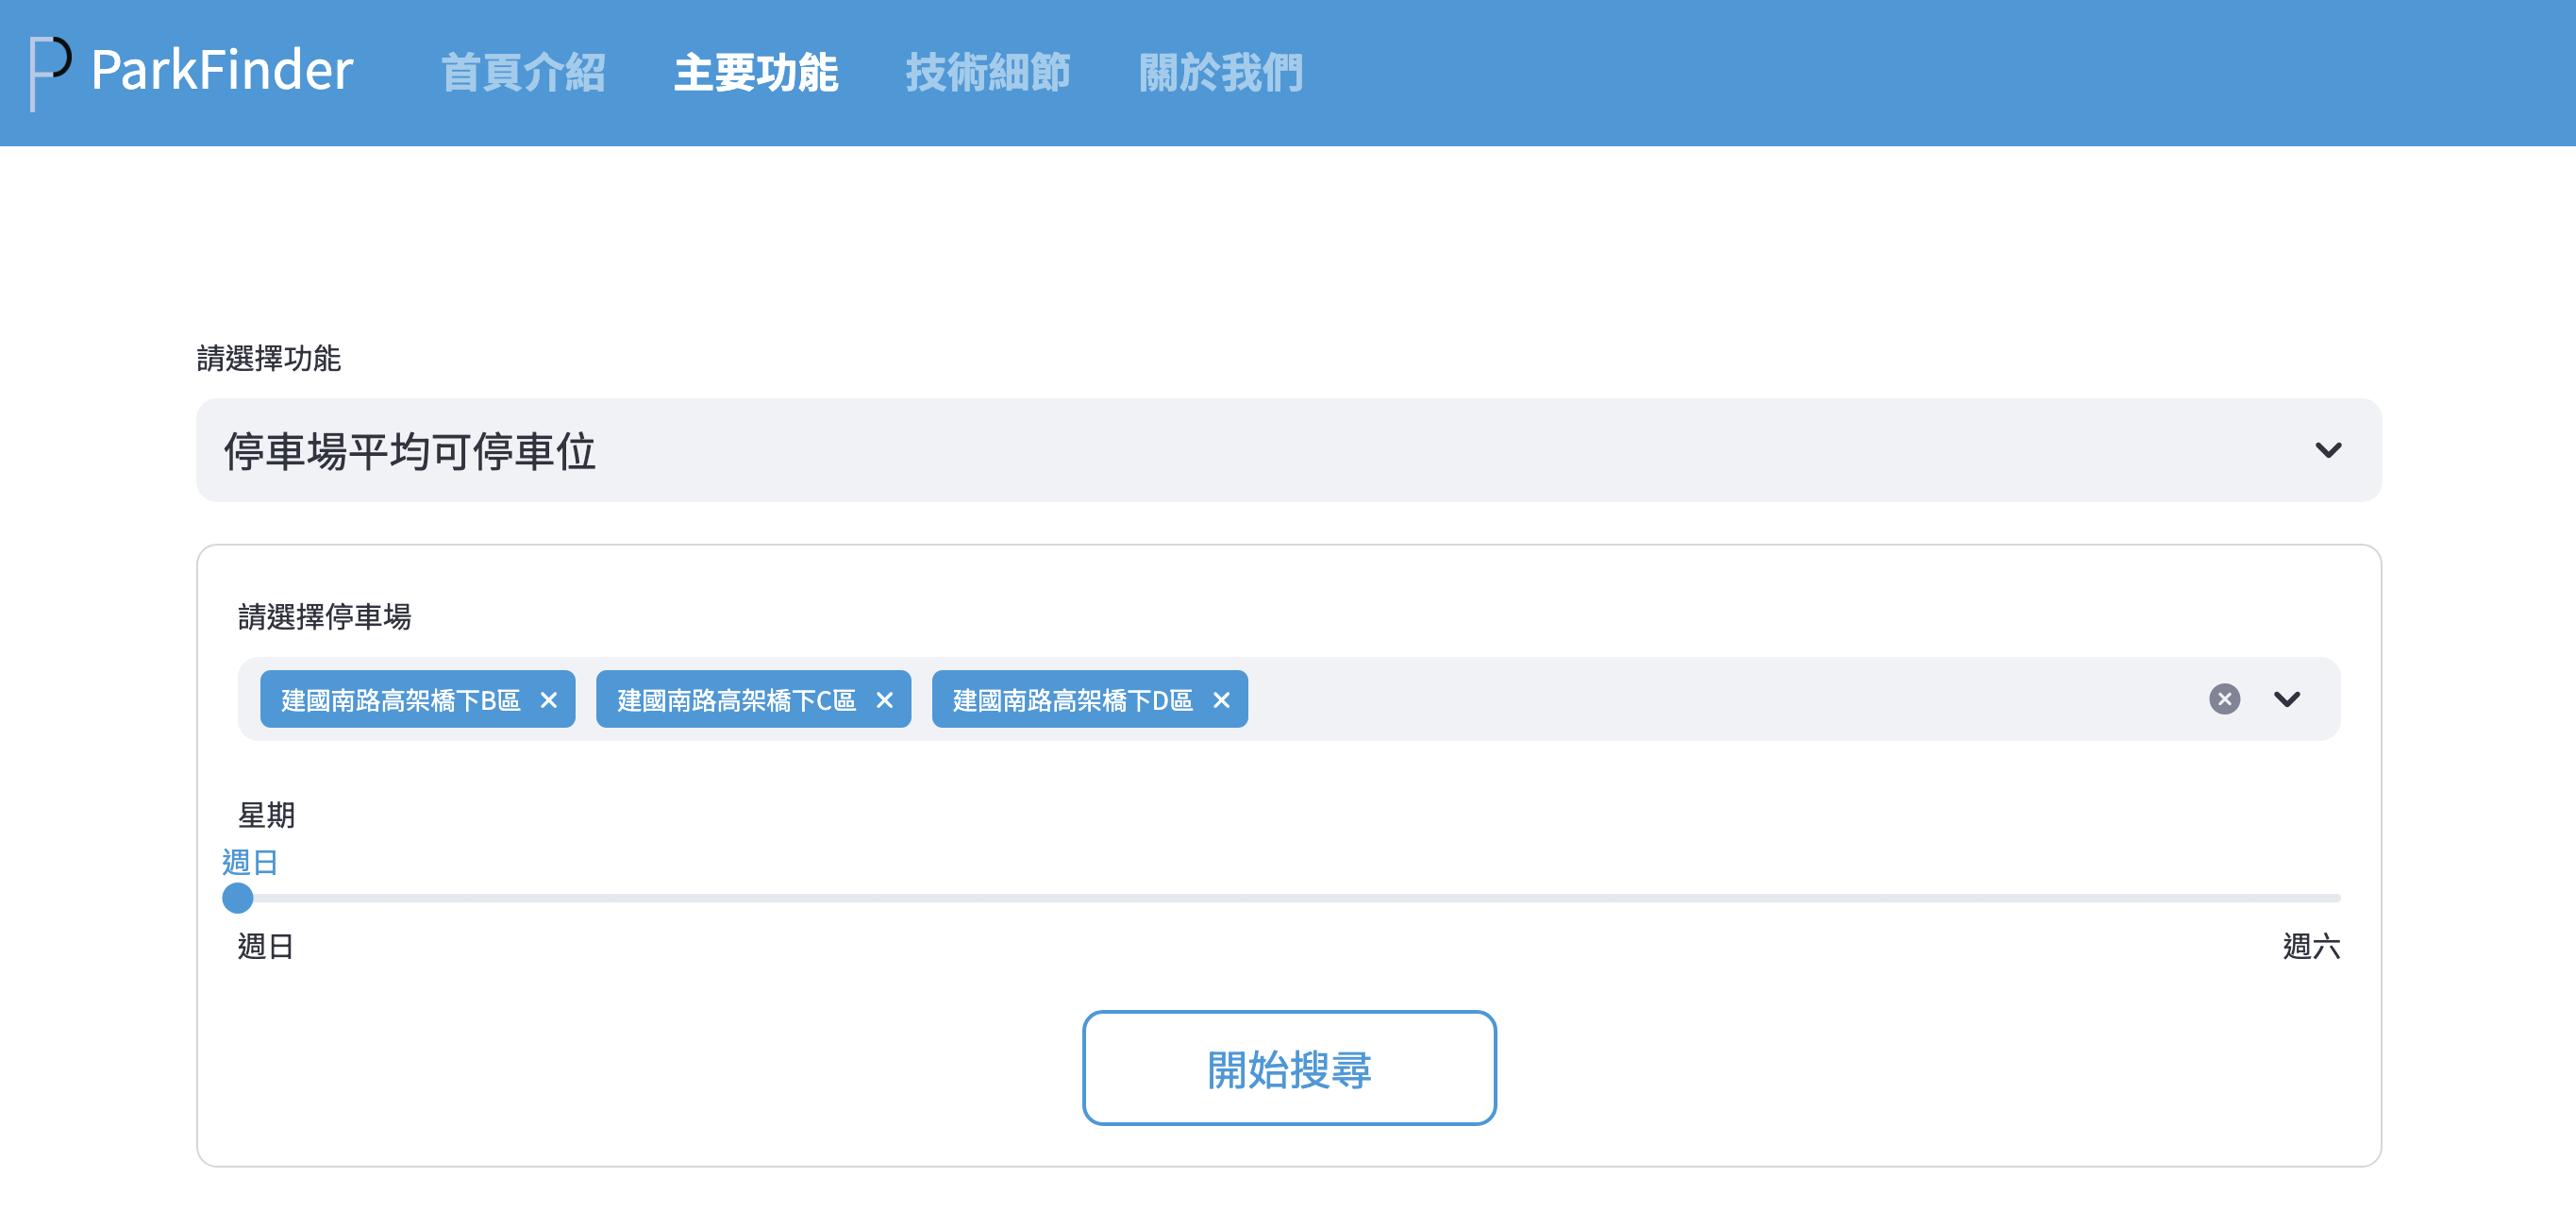 ParkFinder 首頁介紹 主要功能 技術細節 關於我們
請選擇功能
停車場平均可停車位
請選擇停車場
建國南路高架橋下B區 建國南路高架橋下C區 建國南路高架橋下D區
星期
週日
週日 週六
開始搜尋